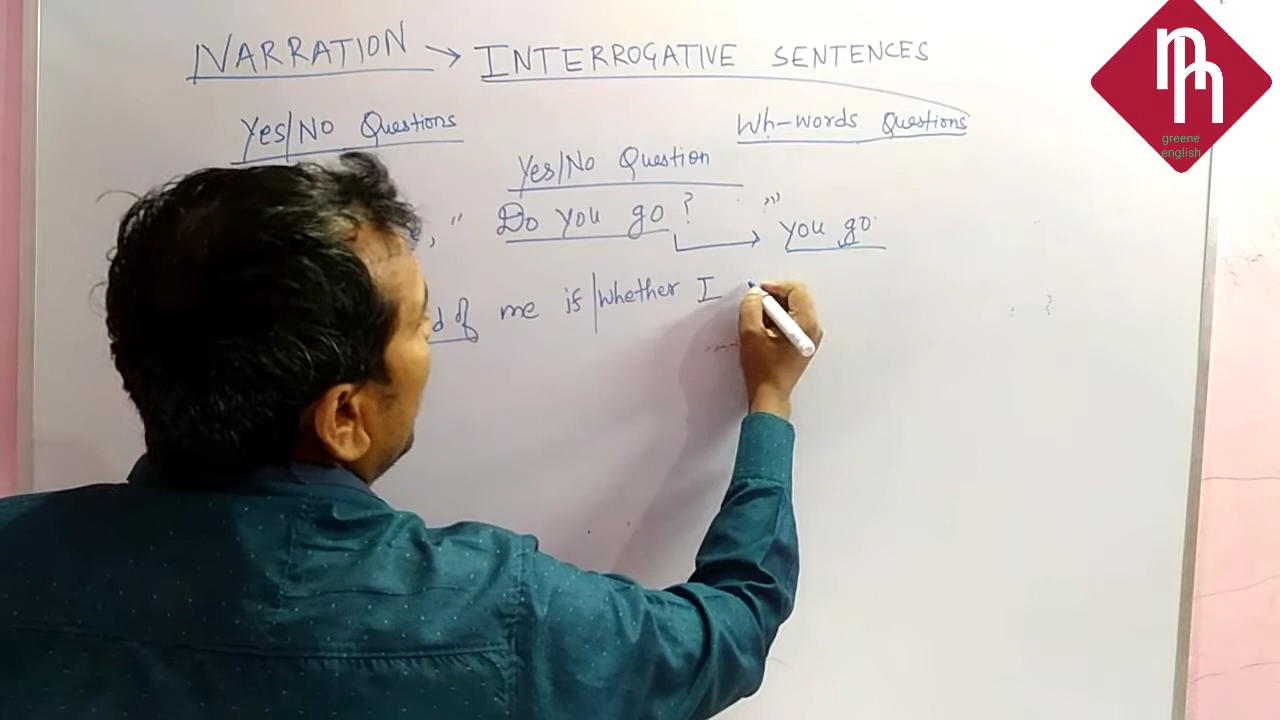 NARRATION → INTERROGATIVE SENTENCES
Yes/No Questions
Wh-words Questions
Yes/No Question
, " Do you go ? "
you go
d of me if/whether I
greene
english